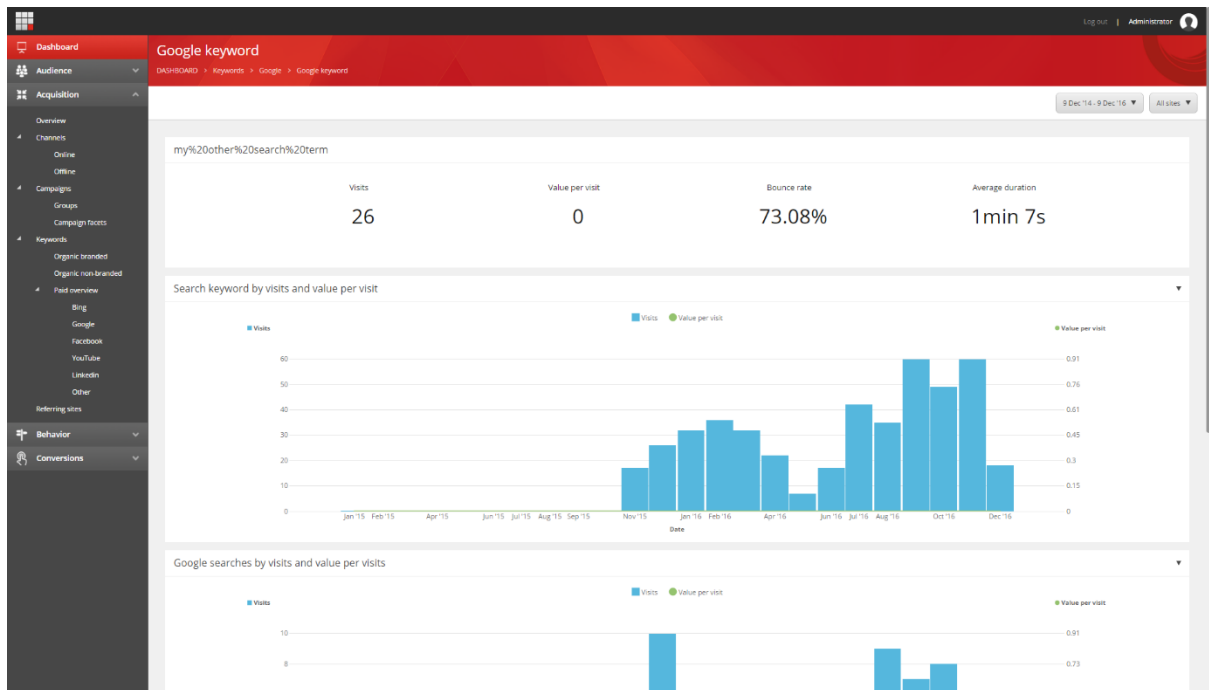 Log out | Administrator
Dashboard
Audience
Acquisition
Overview
Channels
Online
Offline
Campaigns
Groups
Campaign facets
Keywords
Organic branded
Organic non-branded
Paid overview
Bing
Google
Facebook
YouTube
Linkedin
Other
Referring sites
Behavior
Conversions
Google keyword
DASHBOARD > Keywords > Google > Google keyword
9 Dec '14 - 9 Dec '16 ▼ All sites ▼
my%20other%20search%20term
Visits Value per visit Bounce rate Average duration
26 0 73.08% 1min 7s
Search keyword by visits and value per visit
Visits Value per visit
Visits Value per visit
60 0.91
50 0.76
40 0.61
30 0.45
20 0.3
10 0.15
0 0
Jan '15 Feb '15 Apr '15 Jun '15 Jul '15 Aug '15 Sep '15 Nov '15 Jan '16 Feb '16 Apr '16 Jun '16 Jul '16 Aug '16 Oct '16 Dec '16
Date
Google searches by visits and value per visits
Visits Value per visit
Visits Value per visit
10 0.91
8 0.73